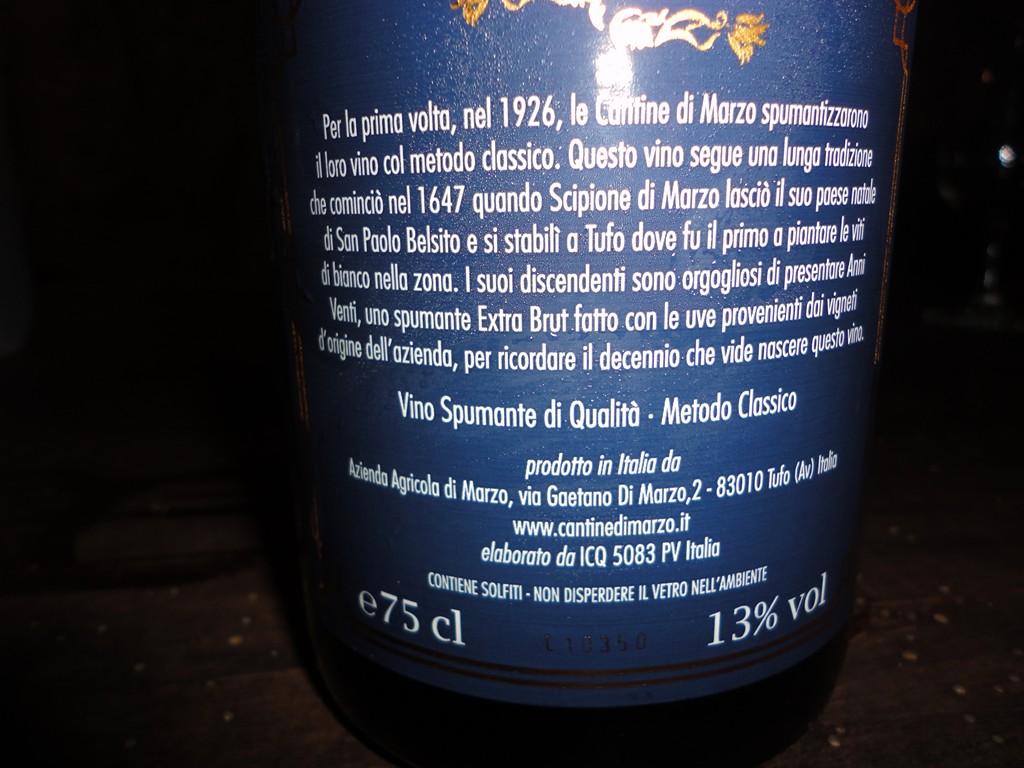 Per la prima volta, nel 1926, le Cantine di Marzo spumantizzarono
il loro vino col metodo classico. Questo vino segue una lunga tradizione
che cominciò nel 1647 quando Scipione di Marzo lasciò il suo paese natale
di San Paolo Belsito e si stabilì a Tufo dove fu il primo a piantare le viti
di bianco nella zona. I suoi discendenti sono orgogliosi di presentare Anni
Venti, uno spumante Extra Brut fatto con le uve provenienti dai vigneti
d'origine dell'azienda, per ricordare il decennio che vide nascere questo vino.
Vino Spumante di Qualità · Metodo Classico
prodotto in Italia da
Azienda Agricola di Marzo, via Gaetano Di Marzo,2 - 83010 Tufo (Av) Italia
www.cantinedimarzo.it
elaborato da ICQ 5083 PV Italia
CONTIENE SOLFITI - NON DISPERDERE IL VETRO NELL'AMBIENTE
e75 cl 13% vol
L10350